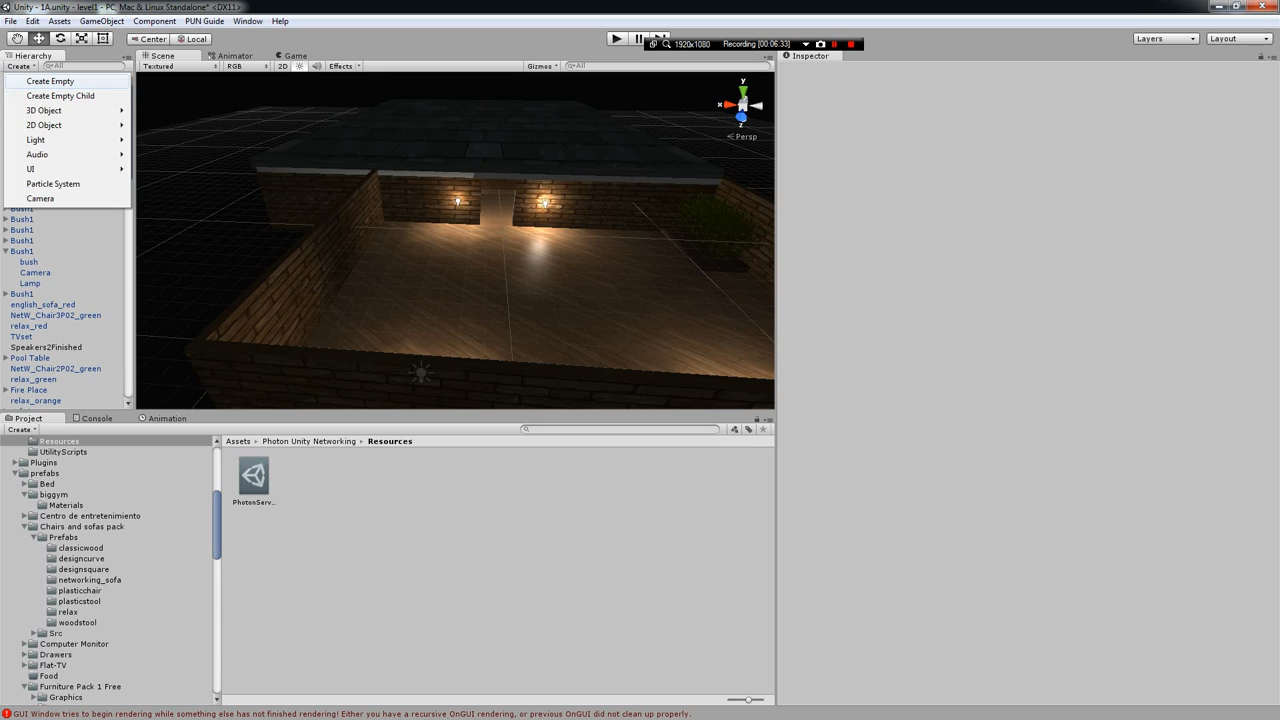 Unity - 1A.unity - level1 - PC, Mac & Linux Standalone* <DX11>
File Edit Assets GameObject Component PUN Guide Window Help
Center Local 1920x1080 Recording [00:06:33] Layers Layout
Hierarchy Scene Animator Game Inspector
Create All Textured RGB 2D Effects Gizmos All
Create Empty
Create Empty Child
3D Object
2D Object
Light
Audio
UI
Particle System
Camera
y
x
z
Persp
Bush1
Bush1
Bush1
Bush1
Bush1
bush
Camera
Lamp
Bush1
english_sofa_red
NetW_Chair3P02_green
relax_red
TVset
Speakers2Finished
Pool Table
NetW_Chair2P02_green
relax_green
Fire Place
relax_orange
Project Console Animation
Create
Resources
UtilityScripts
Plugins
prefabs
Bed
biggym
Materials
Centro de entretenimiento
Chairs and sofas pack
Prefabs
classicwood
designcurve
designsquare
networking_sofa
plasticchair
plasticstool
relax
woodstool
Src
Computer Monitor
Drawers
Flat-TV
Food
Furniture Pack 1 Free
Graphics
Assets Photon Unity Networking Resources
PhotonServ...
GUI Window tries to begin rendering while something else has not finished rendering! Either you have a recursive OnGUI rendering, or previous OnGUI did not clean up properly.